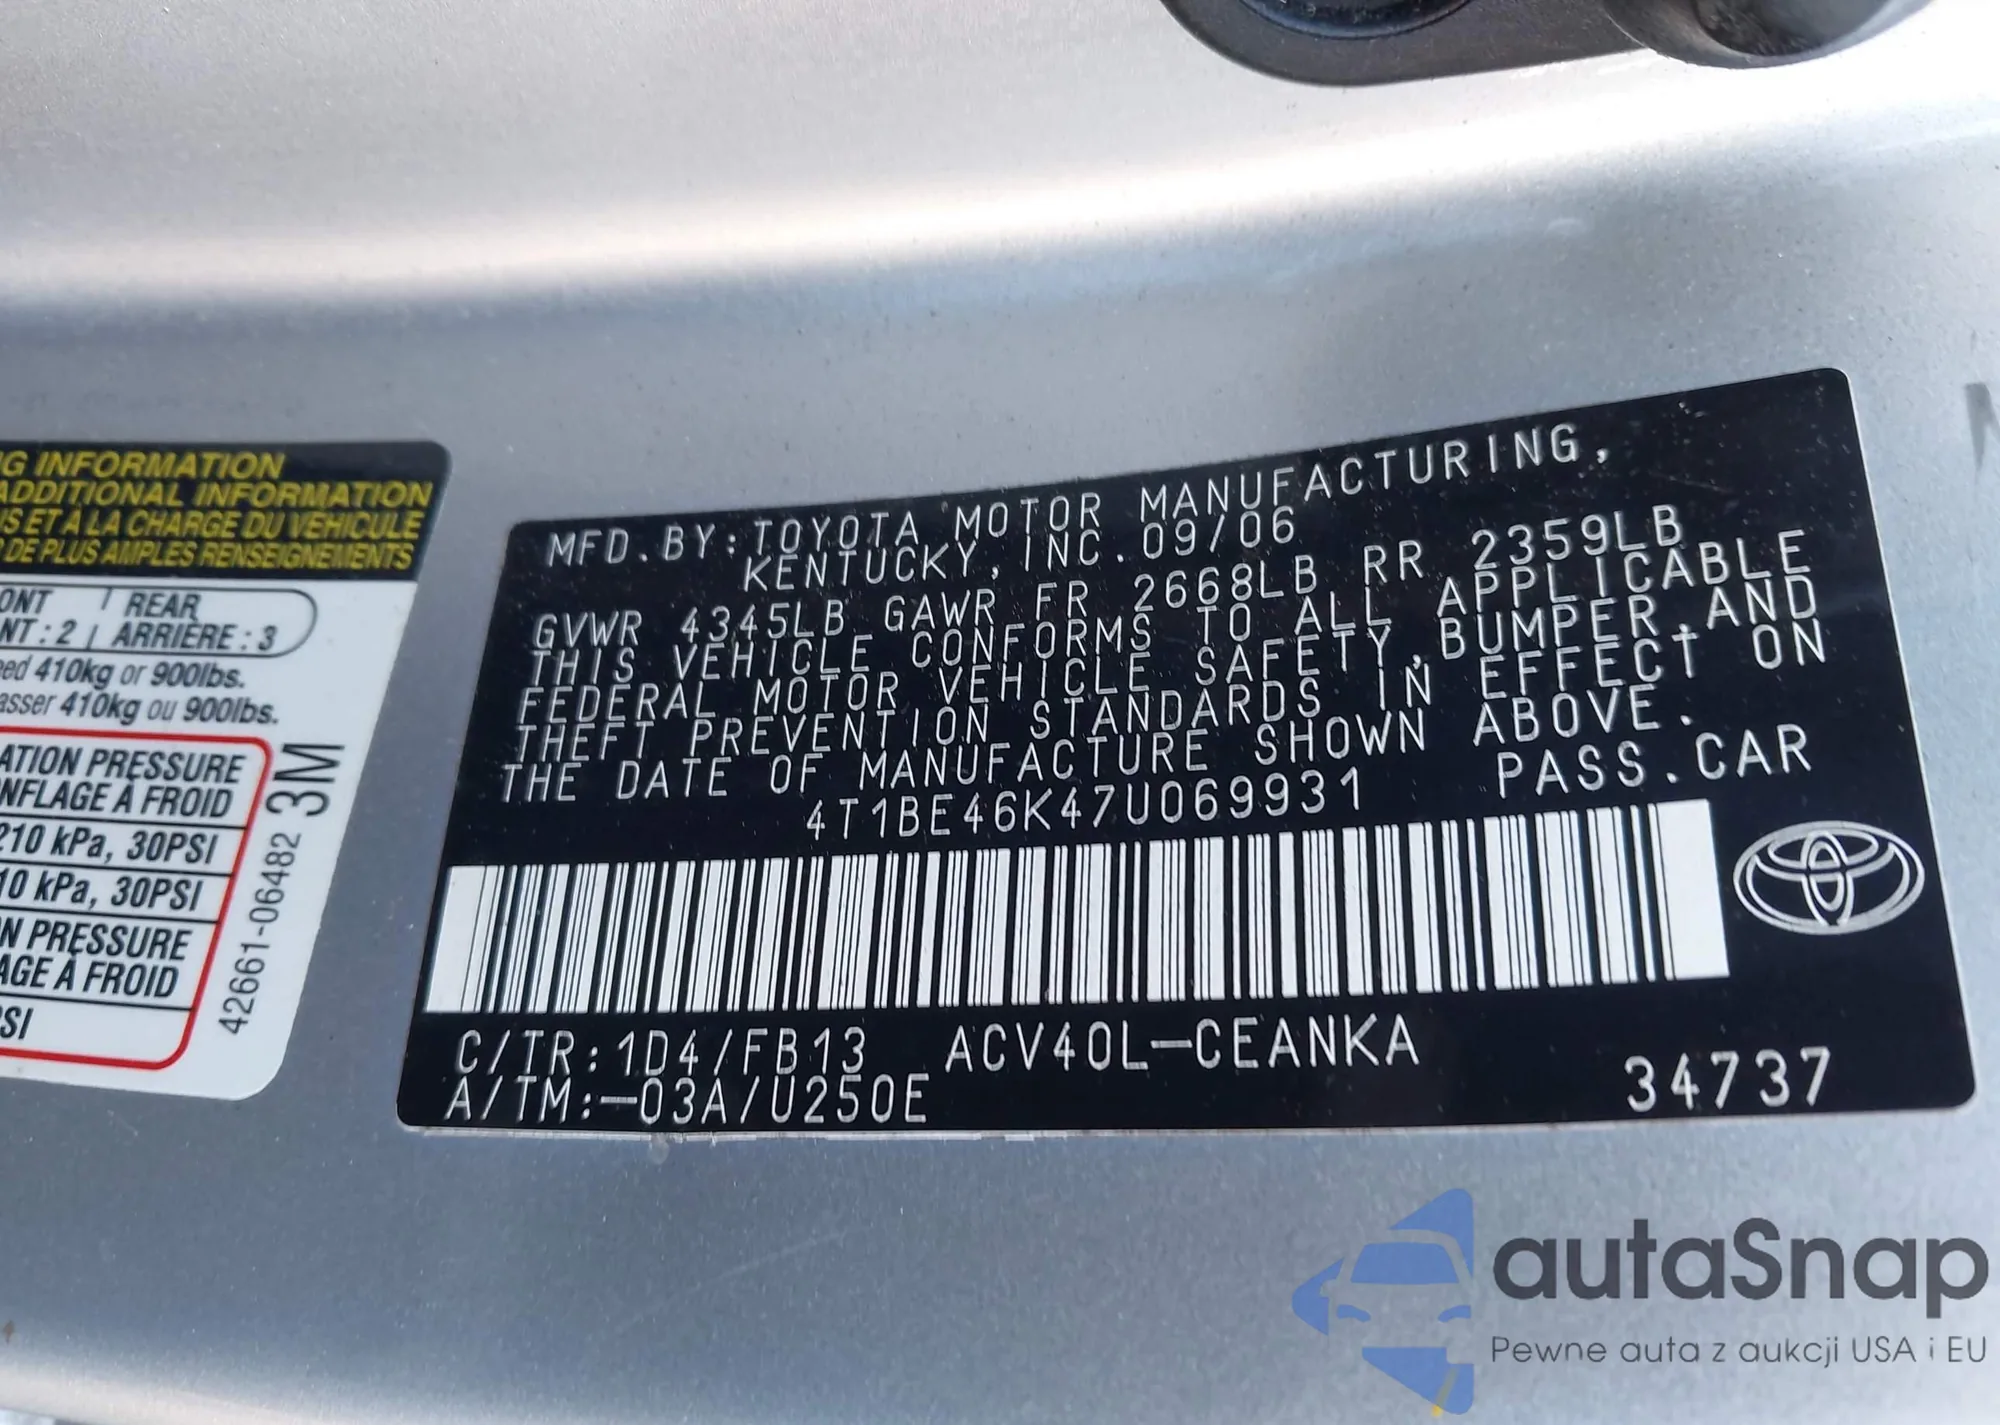 G INFORMATION
ADDITIONAL INFORMATION
US ET À LA CHARGE DU VÉHICULE
DE PLUS AMPLES RENSEIGNEMENTS
ONT REAR
NT : 2 ARRIÈRE : 3
eed 410kg or 900lbs.
asser 410kg ou 900lbs.
ATION PRESSURE
NFLAGE À FROID
210 kPa, 30PSI
10 kPa, 30PSI
N PRESSURE
AGE À FROID
PSI
42661-06482 3M
MFD.BY:TOYOTA MOTOR MANUFACTURING,
KENTUCKY, INC. 09/06
GVWR 4345LB GAWR FR 2668LB RR 2359LB
THIS VEHICLE CONFORMS TO ALL APPLICABLE
FEDERAL MOTOR VEHICLE SAFETY,BUMPER,AND
THEFT PREVENTION STANDARDS IN EFFECT ON
THE DATE OF MANUFACTURE SHOWN ABOVE.
4T1BE46K47U069931 PASS.CAR
C/TR:1D4/FB13 ACV40L-CEANKA
A/TM:-03A/U250E 34737
autaSnap
Pewne auta z aukcji USA i EU